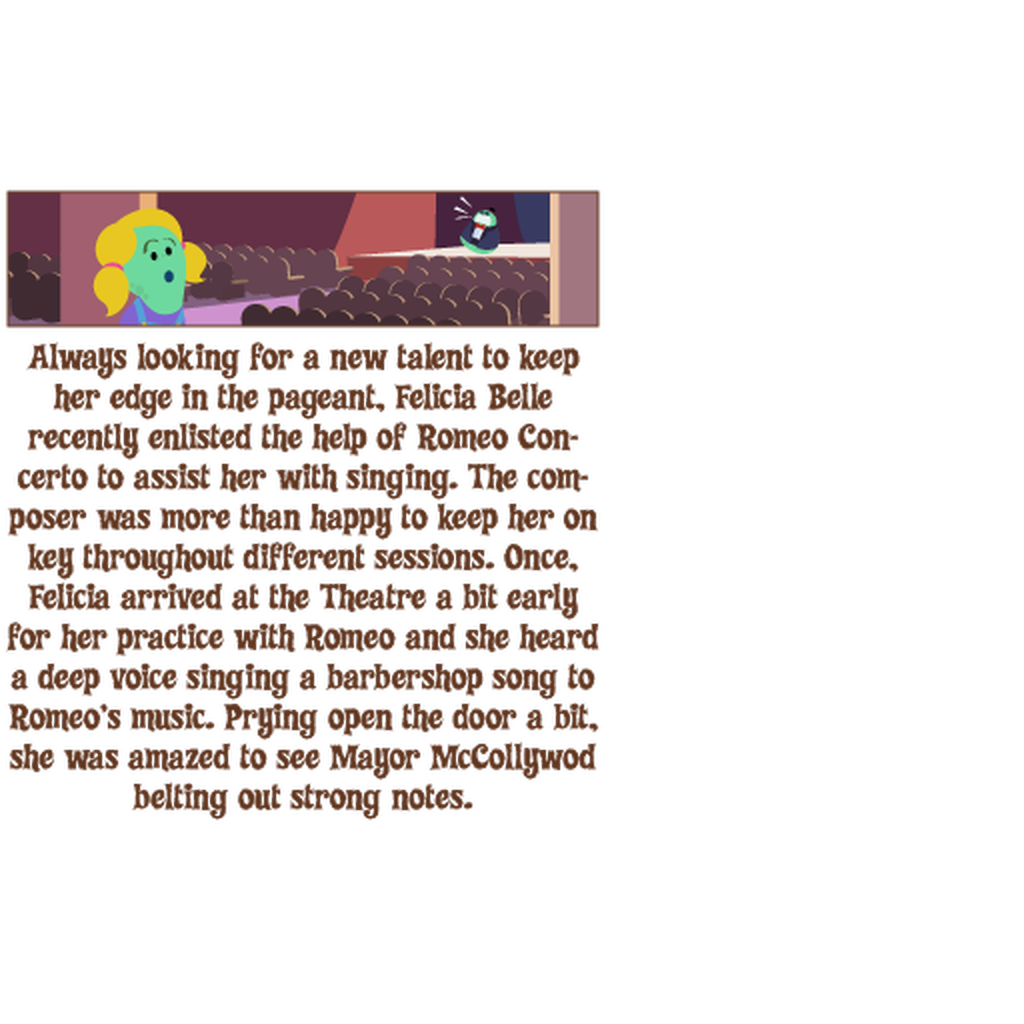 Always looking for a new talent to keep
her edge in the pageant, Felicia Belle
recently enlisted the help of Romeo Con-
certo to assist her with singing. The com-
poser was more than happy to keep her on
key throughout different sessions. Once,
Felicia arrived at the Theatre a bit early
for her practice with Romeo and she heard
a deep voice singing a barbershop song to
Romeo's music. Prying open the door a bit,
she was amazed to see Mayor McCollywod
belting out strong notes.